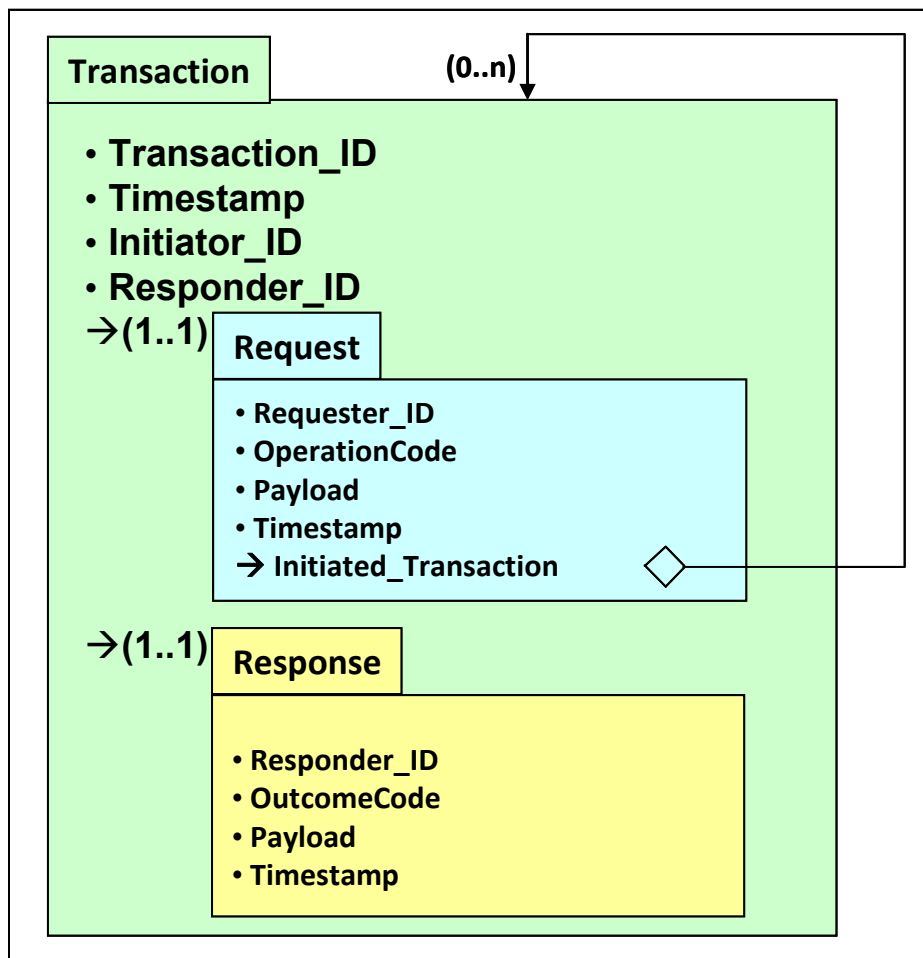 Transaction
(0..n)
• Transaction_ID
• Timestamp
• Initiator_ID
• Responder_ID
→(1..1)
Request
• Requester_ID
• OperationCode
• Payload
• Timestamp
→ Initiated_Transaction
→(1..1)
Response
• Responder_ID
• OutcomeCode
• Payload
• Timestamp